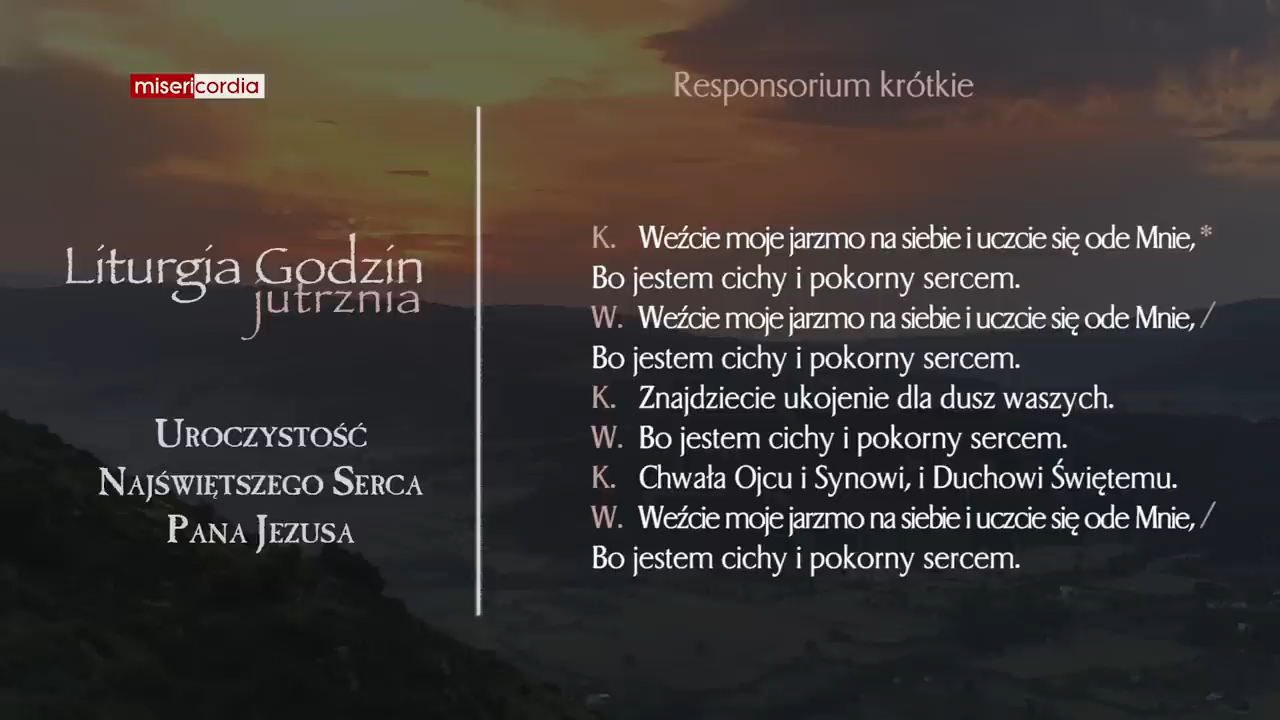 misericordia
Responsorium krótkie
Liturgia Godzin
jutrznia
Uroczystość
Najświętszego Serca
Pana Jezusa
K. Weźcie moje jarzmo na siebie i uczcie się ode Mnie, *
Bo jestem cichy i pokorny sercem.
W. Weźcie moje jarzmo na siebie i uczcie się ode Mnie, /
Bo jestem cichy i pokorny sercem.
K. Znajdziecie ukojenie dla dusz waszych.
W. Bo jestem cichy i pokorny sercem.
K. Chwała Ojcu i Synowi, i Duchowi Świętemu.
W. Weźcie moje jarzmo na siebie i uczcie się ode Mnie, /
Bo jestem cichy i pokorny sercem.